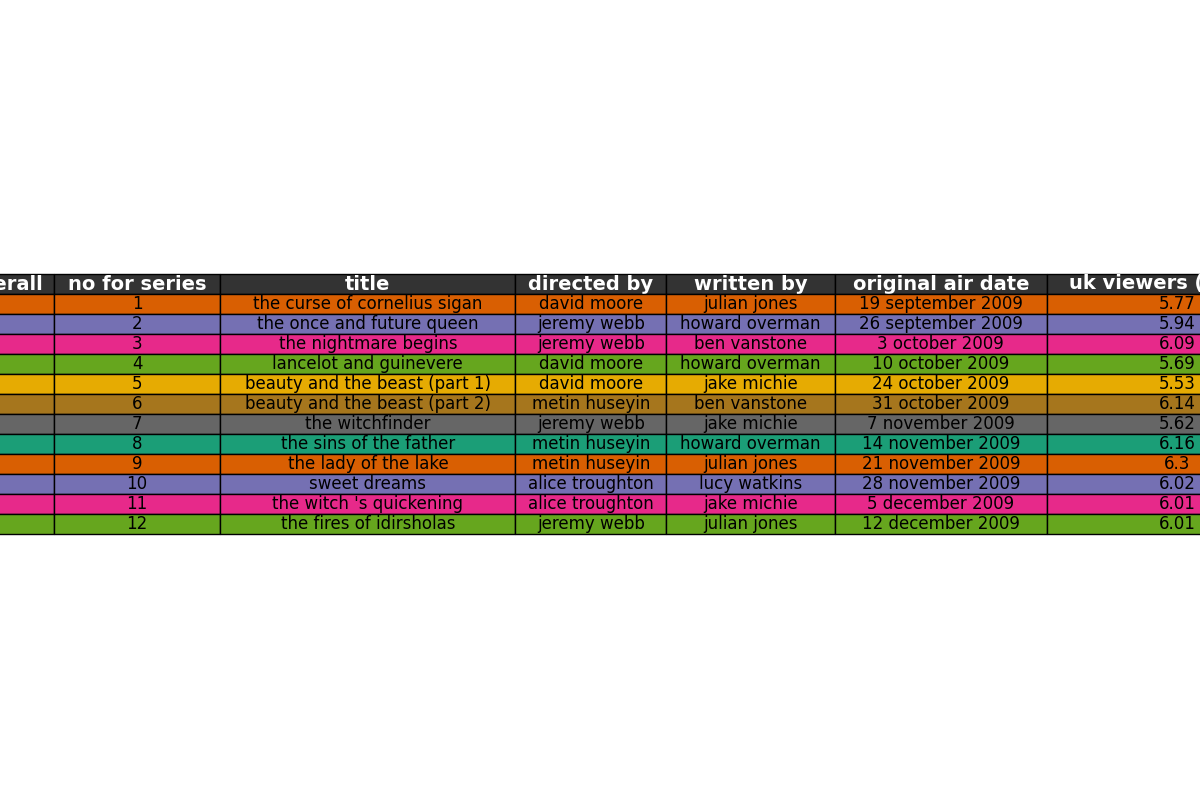 erall no for series title directed by written by original air date uk viewers (
1 the curse of cornelius sigan david moore julian jones 19 september 2009 5.77
2 the once and future queen jeremy webb howard overman 26 september 2009 5.94
3 the nightmare begins jeremy webb ben vanstone 3 october 2009 6.09
4 lancelot and guinevere david moore howard overman 10 october 2009 5.69
5 beauty and the beast (part 1) david moore jake michie 24 october 2009 5.53
6 beauty and the beast (part 2) metin huseyin ben vanstone 31 october 2009 6.14
7 the witchfinder jeremy webb jake michie 7 november 2009 5.62
8 the sins of the father metin huseyin howard overman 14 november 2009 6.16
9 the lady of the lake metin huseyin julian jones 21 november 2009 6.3
10 sweet dreams alice troughton lucy watkins 28 november 2009 6.02
11 the witch 's quickening alice troughton jake michie 5 december 2009 6.01
12 the fires of idirsholas jeremy webb julian jones 12 december 2009 6.01